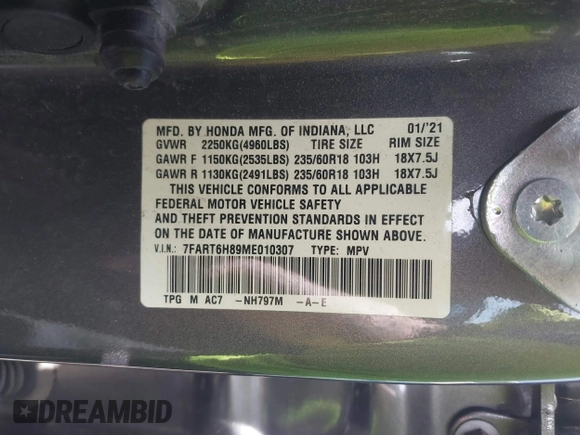 MFD. BY HONDA MFG. OF INDIANA, LLC 01/'21
GVWR 2250KG(4960LBS) TIRE SIZE RIM SIZE
GAWR F 1150KG(2535LBS) 235/60R18 103H 18X7.5J
GAWR R 1130KG(2491LBS) 235/60R18 103H 18X7.5J
THIS VEHICLE CONFORMS TO ALL APPLICABLE
FEDERAL MOTOR VEHICLE SAFETY
AND THEFT PREVENTION STANDARDS IN EFFECT
ON THE DATE OF MANUFACTURE SHOWN ABOVE.
V.I.N.: 7FART6H89ME010307 TYPE: MPV
TPG M AC7 -NH797M -A-E
DREAMBID